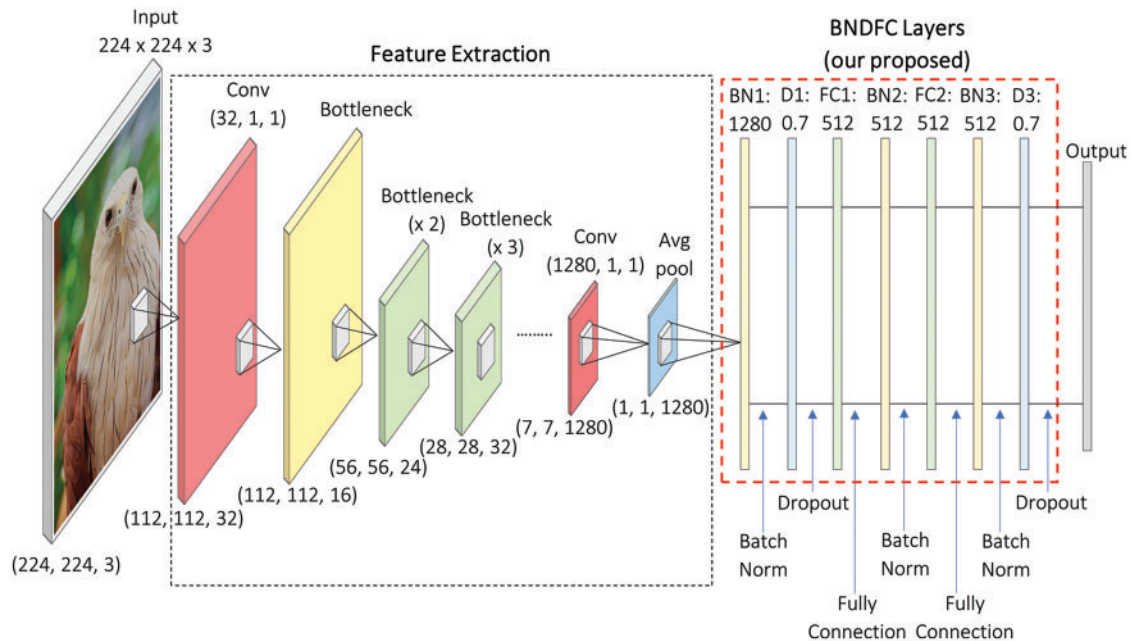 Input
224 x 224 x 3
Feature Extraction
BNDFC Layers
(our proposed)
Conv
(32, 1, 1)
Bottleneck
Bottleneck
(x 2)
Bottleneck
(x 3)
Conv
(1280, 1, 1)
Avg
pool
BN1: D1: FC1: BN2: FC2: BN3: D3:
1280 0.7 512 512 512 512 0.7
Output
.........
(224, 224, 3)
(112, 112, 32)
(112, 112, 16)
(56, 56, 24)
(28, 28, 32)
(7, 7, 1280)
(1, 1, 1280)
Dropout
Dropout
Batch
Norm
Batch
Norm
Batch
Norm
Fully
Connection
Fully
Connection